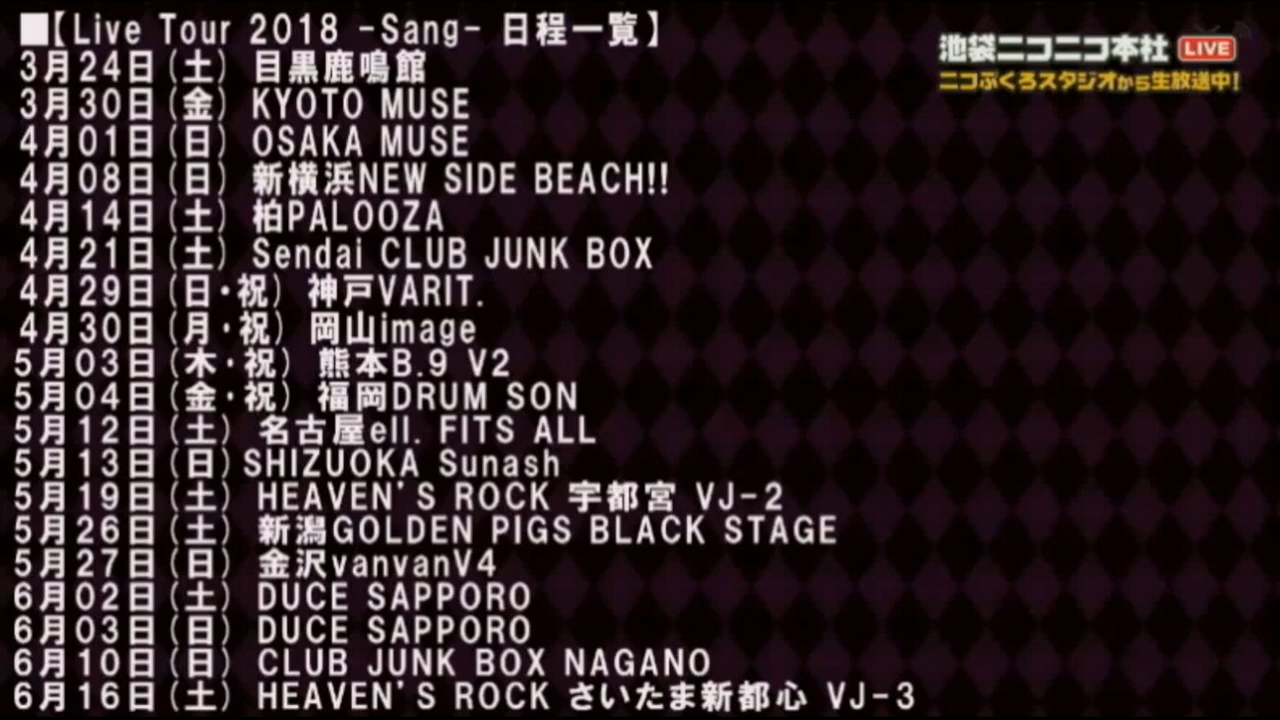 ■【Live Tour 2018 -Sang- 日程一覧】
3月24日(土) 目黒鹿鳴館
3月30日(金) KYOTO MUSE
4月01日(日) OSAKA MUSE
4月08日(日) 新横浜NEW SIDE BEACH!!
4月14日(土) 柏PALOOZA
4月21日(土) Sendai CLUB JUNK BOX
4月29日(日・祝) 神戸VARIT.
4月30日(月・祝) 岡山image
5月03日(木・祝) 熊本B.9 V2
5月04日(金・祝) 福岡DRUM SON
5月12日(土) 名古屋ell. FITS ALL
5月13日(日)SHIZUOKA Sunash
5月19日(土) HEAVEN'S ROCK 宇都宮 VJ-2
5月26日(土) 新潟GOLDEN PIGS BLACK STAGE
5月27日(日) 金沢vanvanV4
6月02日(土) DUCE SAPPORO
6月03日(日) DUCE SAPPORO
6月10日(日) CLUB JUNK BOX NAGANO
6月16日(土) HEAVEN'S ROCK さいたま新都心 VJ-3
池袋ニコニコ本社 LIVE
ニコぶくろスタジオから生放送中!